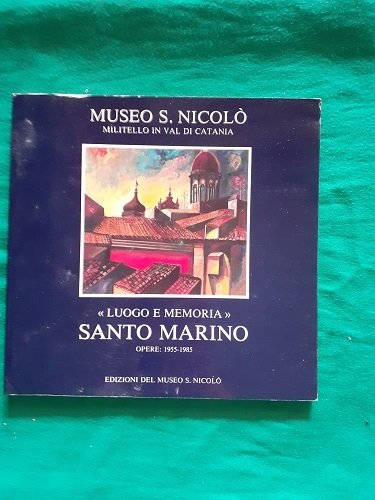 MUSEO S. NICOLÒ
MILITELLO IN VAL DI CATANIA
« LUOGO E MEMORIA »
SANTO MARINO
OPERE: 1955-1985
EDIZIONI DEL MUSEO S. NICOLÒ